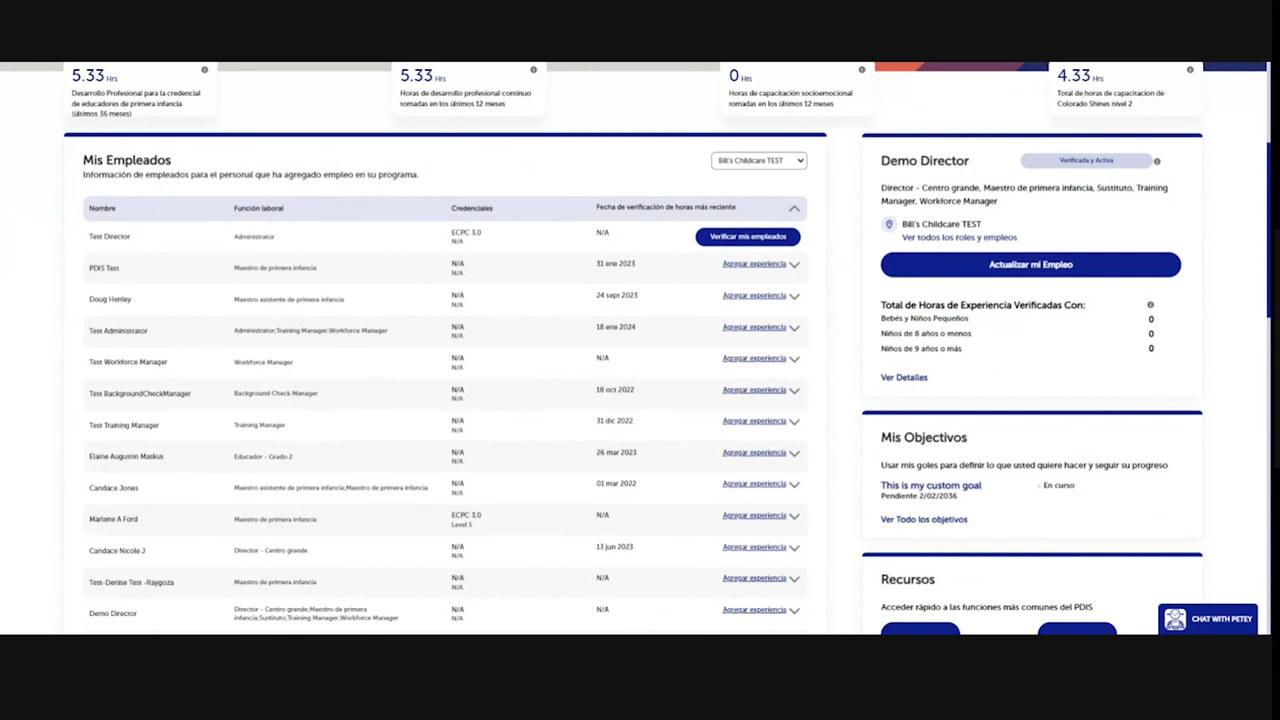 5.33 Hrs
Desarrollo Profesional para la credencial
de educadores de primera infancia
(últimos 36 meses)
5.33 Hrs
Horas de desarrollo profesional continuo
tomadas en los últimos 12 meses
0 Hrs
Horas de capacitación socioemocional
tomadas en los últimos 12 meses
4.33 Hrs
Total de horas de capacitacion de
Colorado Shines nivel 2
Mis Empleados
Información de empleados para el personal que ha agregado empleo en su programa.
Bill's Childcare TEST
Nombre Función laboral Credenciales Fecha de verificación de horas más reciente
Test Director Administrator ECPC 3.0 N/A Verificar mis empleados
N/A
PDIS Test Maestro de primera infancia N/A 31 ene 2023 Agregar experiencia
N/A
Doug Henley Maestro asistente de primera infancia N/A 24 sept 2023 Agregar experiencia
N/A
Test Administrator Administrator;Training Manager;Workforce Manager N/A 18 ene 2024 Agregar experiencia
N/A
Test Workforce Manager Workforce Manager N/A N/A Agregar experiencia
N/A
Test BackgroundCheckManager Background Check Manager N/A 18 oct 2022 Agregar experiencia
N/A
Test Training Manager Training Manager N/A 31 dic 2022 Agregar experiencia
N/A
Elaine Augustin Maskus Educador - Grado 2 N/A 26 mar 2023 Agregar experiencia
N/A
Candace Jones Maestro asistente de primera infancia;Maestro de primera infancia N/A 01 mar 2022 Agregar experiencia
N/A
Marlene A Ford Maestro de primera infancia ECPC 3.0 N/A Agregar experiencia
Level 5
Candace Nicole J Director - Centro grande N/A 13 jun 2023 Agregar experiencia
N/A
Test-Denise Test -Raygoza Maestro de primera infancia N/A N/A Agregar experiencia
N/A
Demo Director Director - Centro grande;Maestro de primera N/A N/A Agregar experiencia
infancia;Sustituto;Training Manager;Workforce Manager N/A
Demo Director Verificada y Activa
Director - Centro grande, Maestro de primera infancia, Sustituto, Training
Manager, Workforce Manager
Bill's Childcare TEST
Ver todos los roles y empleos
Actualizar mi Empleo
Total de Horas de Experiencia Verificadas Con:
Bebés y Niños Pequeños 0
Niños de 8 años o menos 0
Niños de 9 años o más 0
Ver Detalles
Mis Objectivos
Usar mis goles para definir lo que usted quiere hacer y seguir su progreso
This is my custom goal En curso
Pendiente 2/02/2036
Ver Todo los objetivos
Recursos
Acceder rápido a las funciones más comunes del PDIS
CHAT WITH PETEY